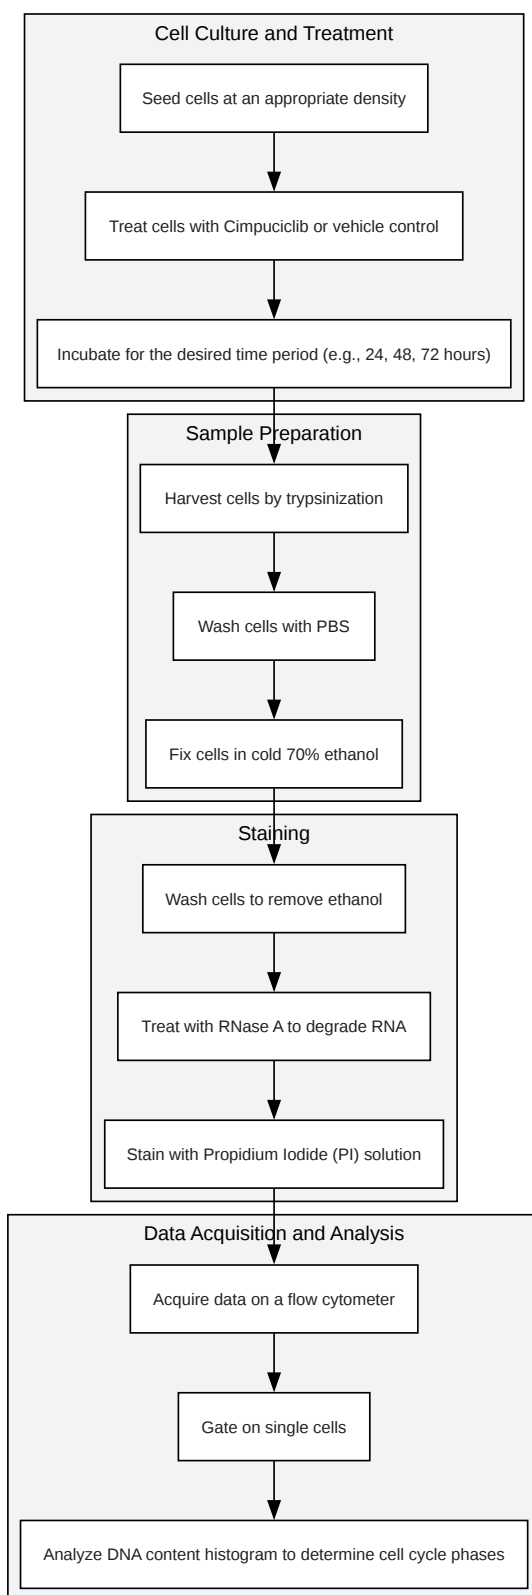 Cell Culture and Treatment
Seed cells at an appropriate density
Treat cells with Cimpuciclib or vehicle control
Incubate for the desired time period (e.g., 24, 48, 72 hours)
Sample Preparation
Harvest cells by trypsinization
Wash cells with PBS
Fix cells in cold 70% ethanol
Staining
Wash cells to remove ethanol
Treat with RNase A to degrade RNA
Stain with Propidium Iodide (PI) solution
Data Acquisition and Analysis
Acquire data on a flow cytometer
Gate on single cells
Analyze DNA content histogram to determine cell cycle phases